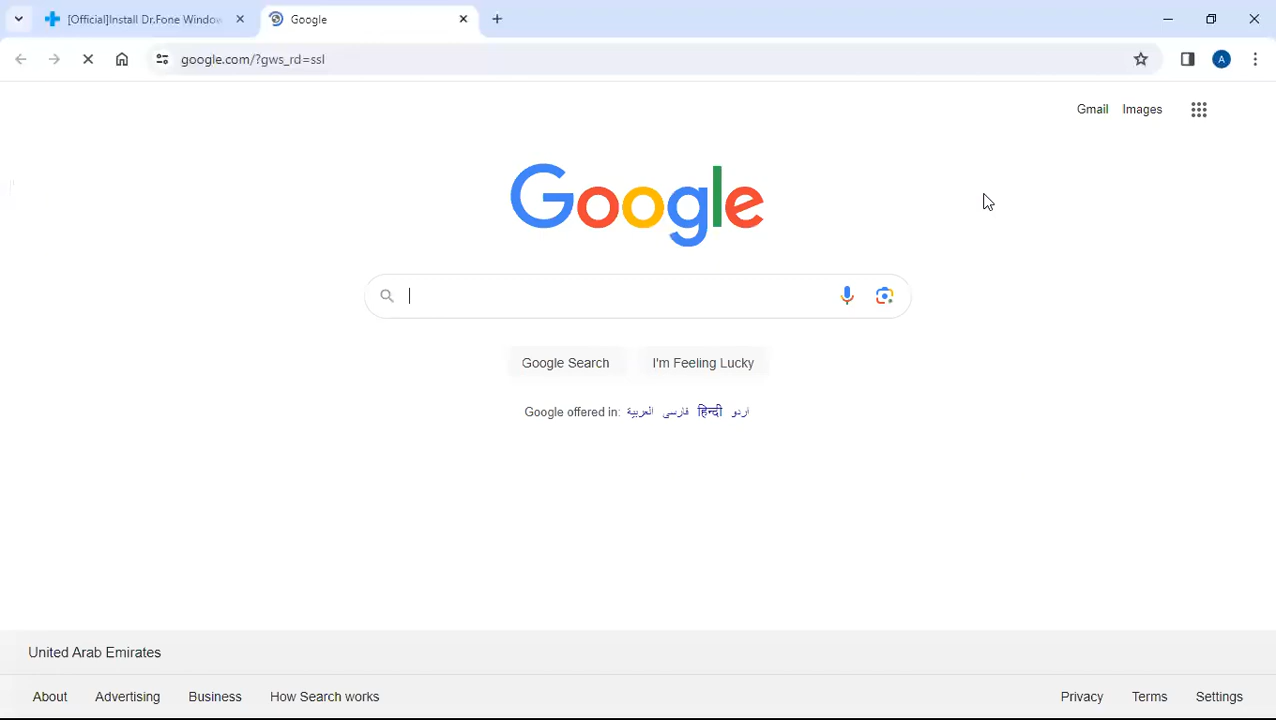 [Official]Install Dr.Fone Window
Google
google.com/?gws_rd=ssl
A
Gmail Images
Google
Google Search I'm Feeling Lucky
Google offered in: العربية فارسی हिन्दी اردو
United Arab Emirates
About Advertising Business How Search works Privacy Terms Settings